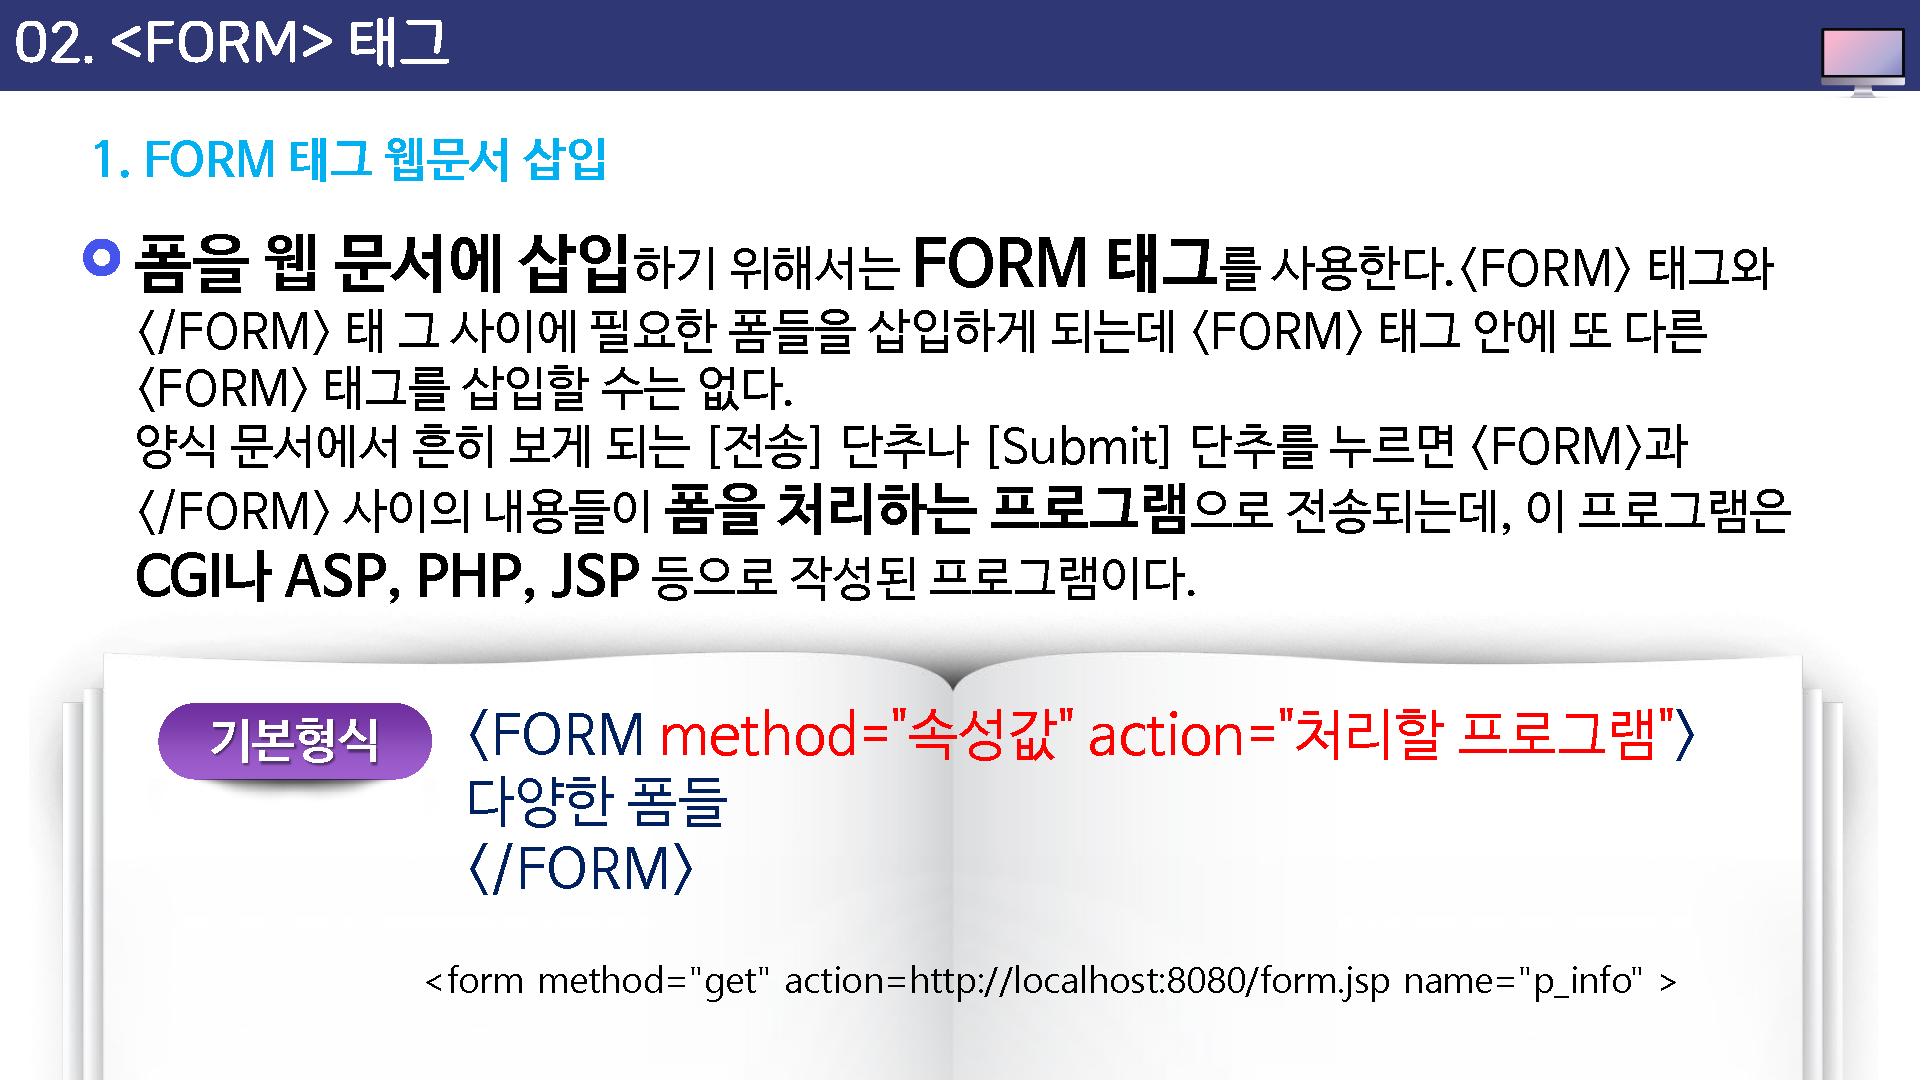 02. <FORM> 태그
1. FORM 태그 웹문서 삽입
폼을 웹 문서에 삽입하기 위해서는 FORM 태그를 사용한다.〈FORM〉 태그와
〈/FORM〉 태 그 사이에 필요한 폼들을 삽입하게 되는데 〈FORM〉 태그 안에 또 다른
〈FORM〉 태그를 삽입할 수는 없다.
양식 문서에서 흔히 보게 되는 [전송] 단추나 [Submit] 단추를 누르면 〈FORM〉과
〈/FORM〉 사이의 내용들이 폼을 처리하는 프로그램으로 전송되는데, 이 프로그램은
CGI나 ASP, PHP, JSP 등으로 작성된 프로그램이다.
기본형식
〈FORM method="속성값" action="처리할 프로그램"〉
다양한 폼들
〈/FORM〉
<form method="get" action=http://localhost:8080/form.jsp name="p_info" >